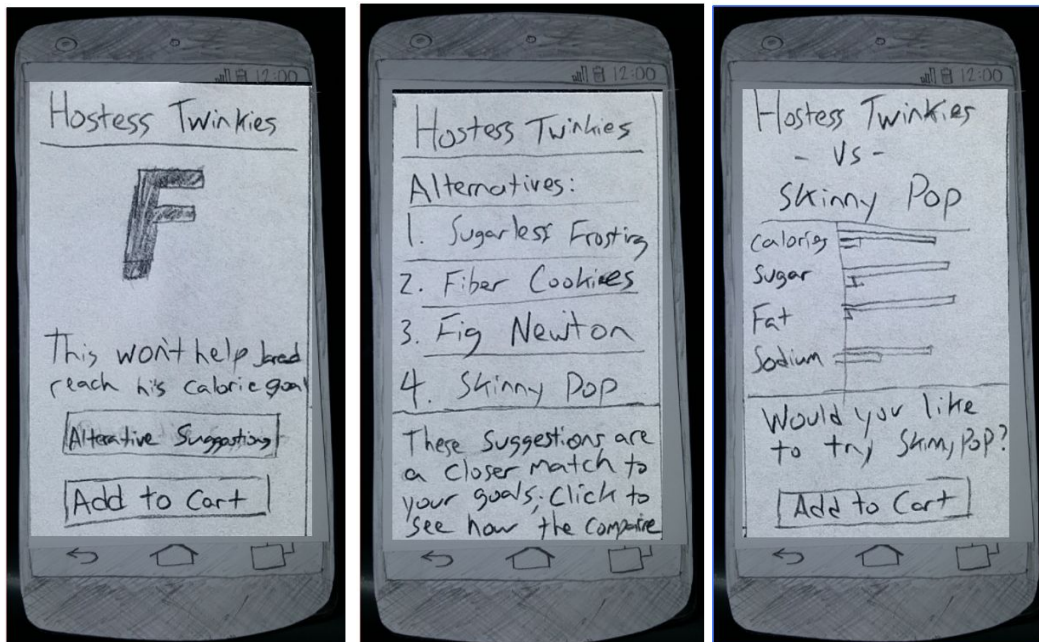 12:00
Hostess Twinkies
F
This won't help Jared
reach his calorie goal
Alterative Suggestions
Add to Cart
12:00
Hostess Twinkies
Alternatives:
1. Sugarless Frosting
2. Fiber Cookies
3. Fig Newton
4. Skinny Pop
These suggestions are
a closer match to
your goals; Click to
see how the compare
12:00
Hostess Twinkies
- Vs -
Skinny Pop
Calories
Sugar
Fat
Sodium
Would you like
to try Skinny Pop?
Add to Cart